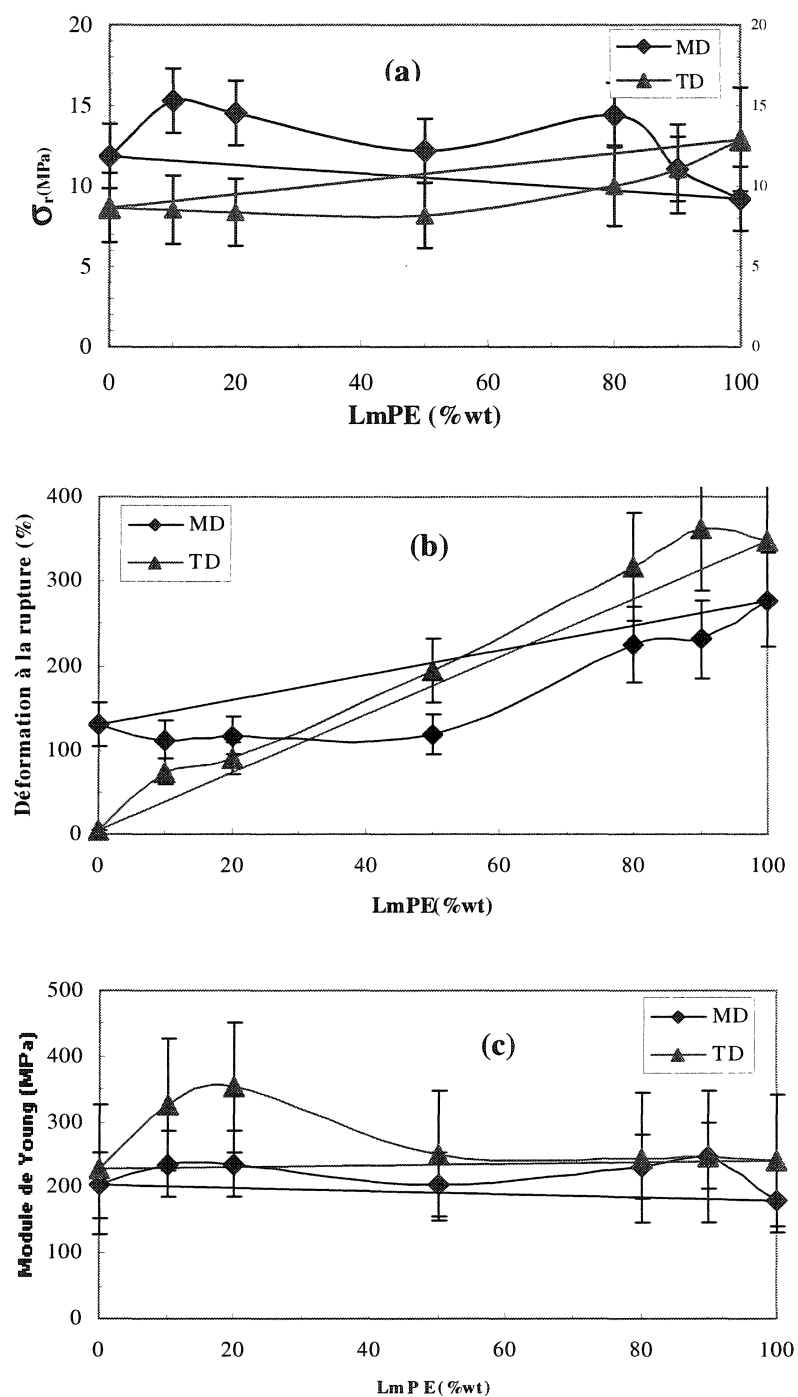 20
20
(a)
MD
TD
15
15
10
10
σr(MPa)
5
5
0
0
0 20 40 60 80 100
LmPE (%wt)
400
MD
TD
(b)
300
200
100
0
Déformation à la rupture (%)
0 20 40 60 80 100
LmPE(%wt)
500
MD
TD
(c)
400
300
200
100
0
Module de Young (MPa)
0 20 40 60 80 100
LmPE(%wt)